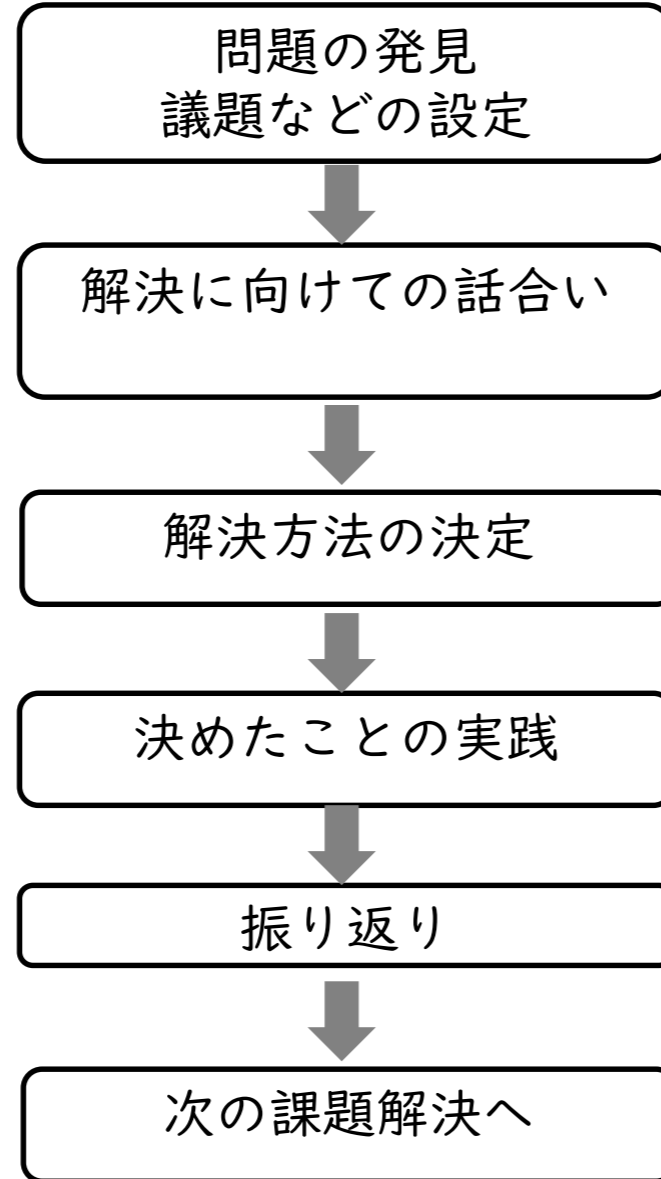 問題の発見
議題などの設定
解決に向けての話合い
解決方法の決定
決めたことの実践
振り返り
次の課題解決へ